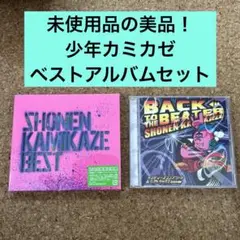 未使用品の美品！
少年カミカゼ
ベストアルバムセット
SHONEN
KAMIKAZE
BEST
BACK
TO THE BEATER
SHONEN KAMIKAZE